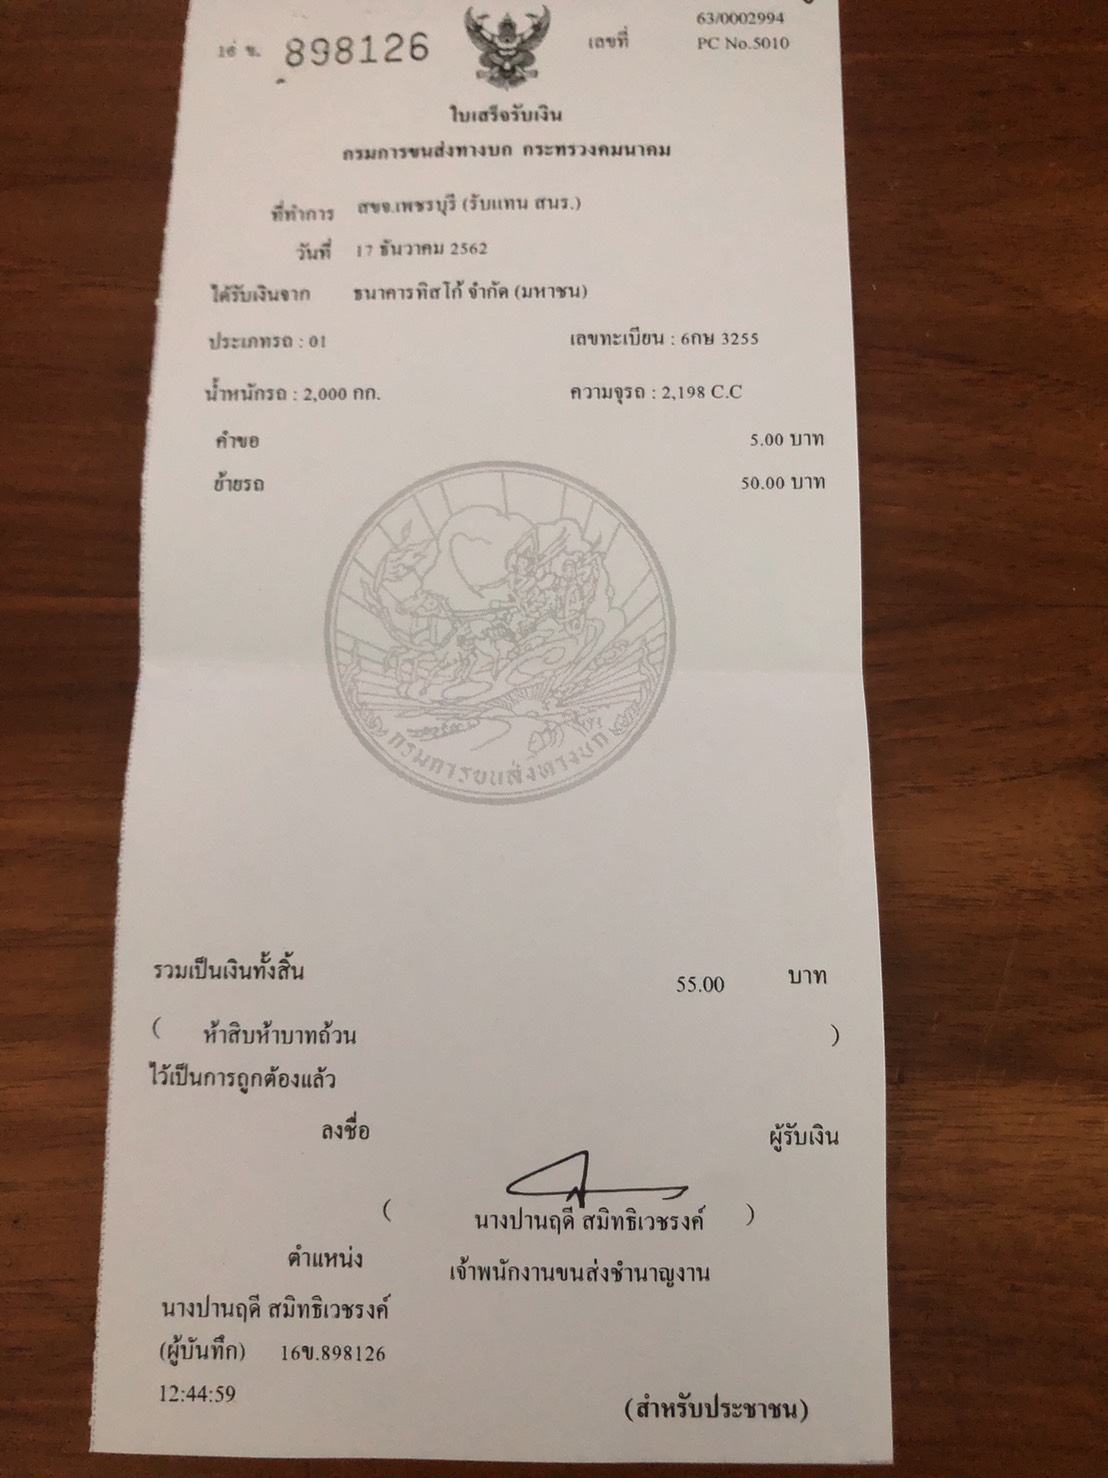 16 ข. 898126
เลขที่ 63/0002994
PC No.5010
ใบเสร็จรับเงิน
กรมการขนส่งทางบก กระทรวงคมนาคม
ที่ทำการ สขจ.เพชรบุรี (รับแทน สนร.)
วันที่ 17 ธันวาคม 2562
ได้รับเงินจาก ธนาคารทิสโก้ จำกัด (มหาชน)
ประเภทรถ : 01 เลขทะเบียน : 6กษ 3255
น้ำหนักรถ : 2,000 กก. ความจุรถ : 2,198 C.C
คำขอ 5.00 บาท
ย้ายรถ 50.00 บาท
กรมการขนส่งทางบก
รวมเป็นเงินทั้งสิ้น 55.00 บาท
( ห้าสิบห้าบาทถ้วน )
ไว้เป็นการถูกต้องแล้ว
ลงชื่อ ผู้รับเงิน
( นางปานฤดี สมิทธิเวชรงค์ )
ตำแหน่ง เจ้าพนักงานขนส่งชำนาญงาน
นางปานฤดี สมิทธิเวชรงค์
(ผู้บันทึก) 16ข.898126
12:44:59
(สำหรับประชาชน)